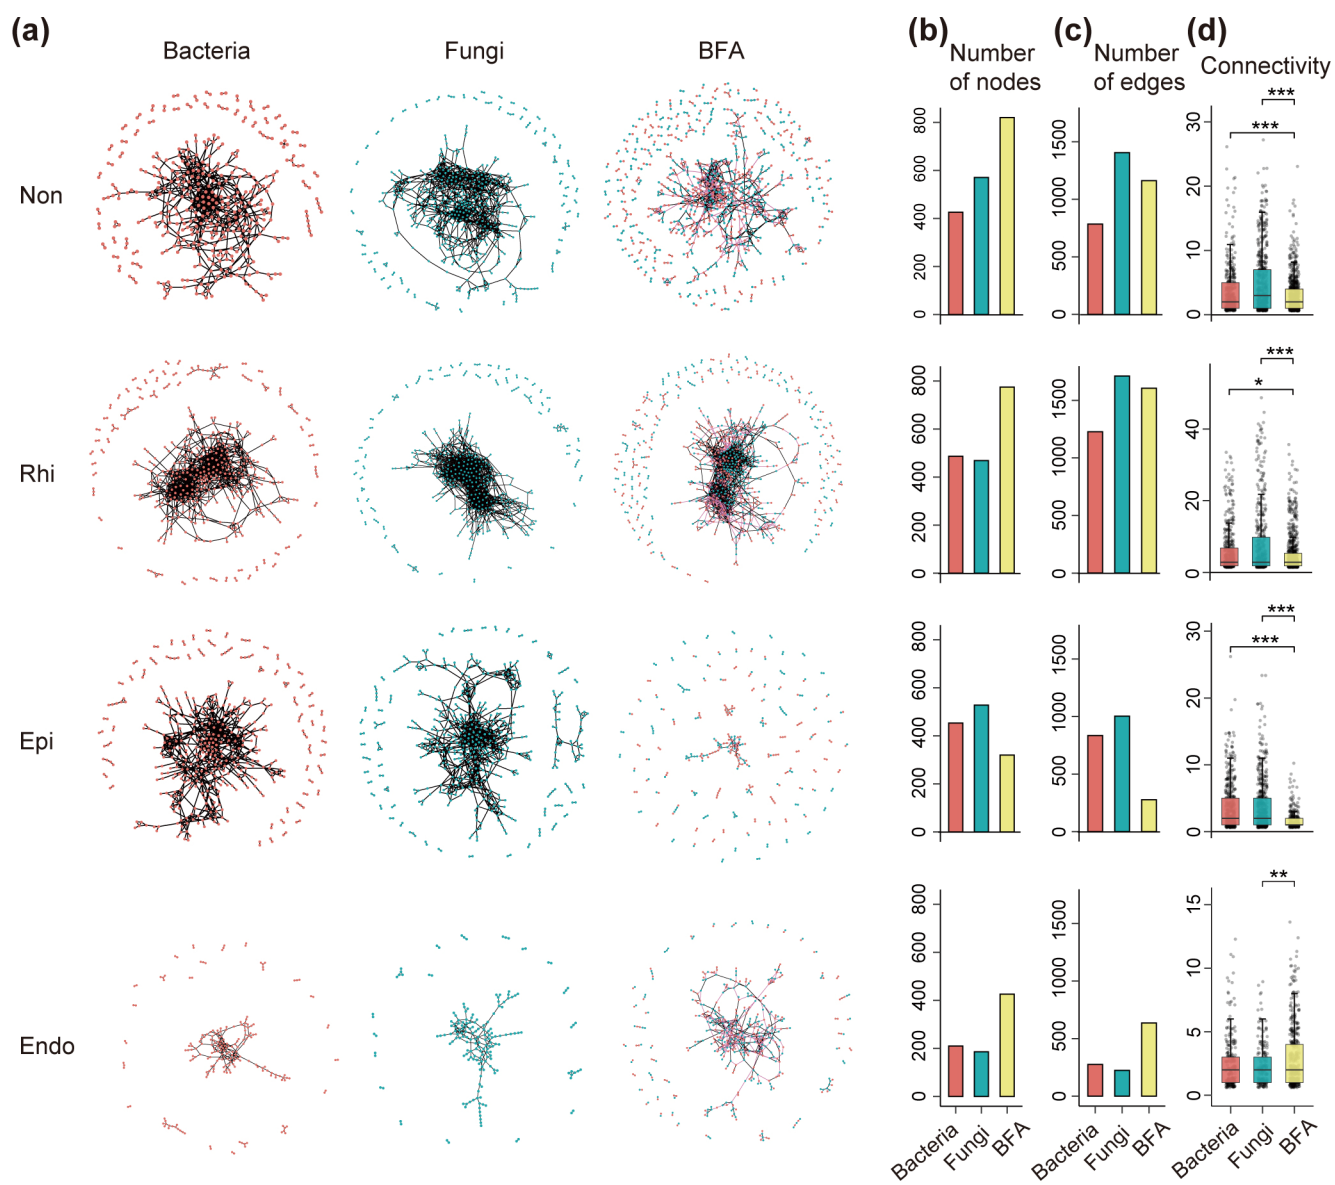 (a)
Bacteria
Fungi
BFA
(b)
Number
of nodes
(c)
Number
of edges
(d)
Connectivity
Non
0
200
400
600
800
0
500
1000
1500
0
10
20
30
***
***
Rhi
0
200
400
600
800
0
500
1000
1500
0
20
40
***
*
Epi
0
200
400
600
800
0
500
1000
1500
0
10
20
30
***
***
Endo
0
200
400
600
800
0
500
1000
1500
0
5
10
15
**
Bacteria
Fungi
BFA
Bacteria
Fungi
BFA
Bacteria
Fungi
BFA